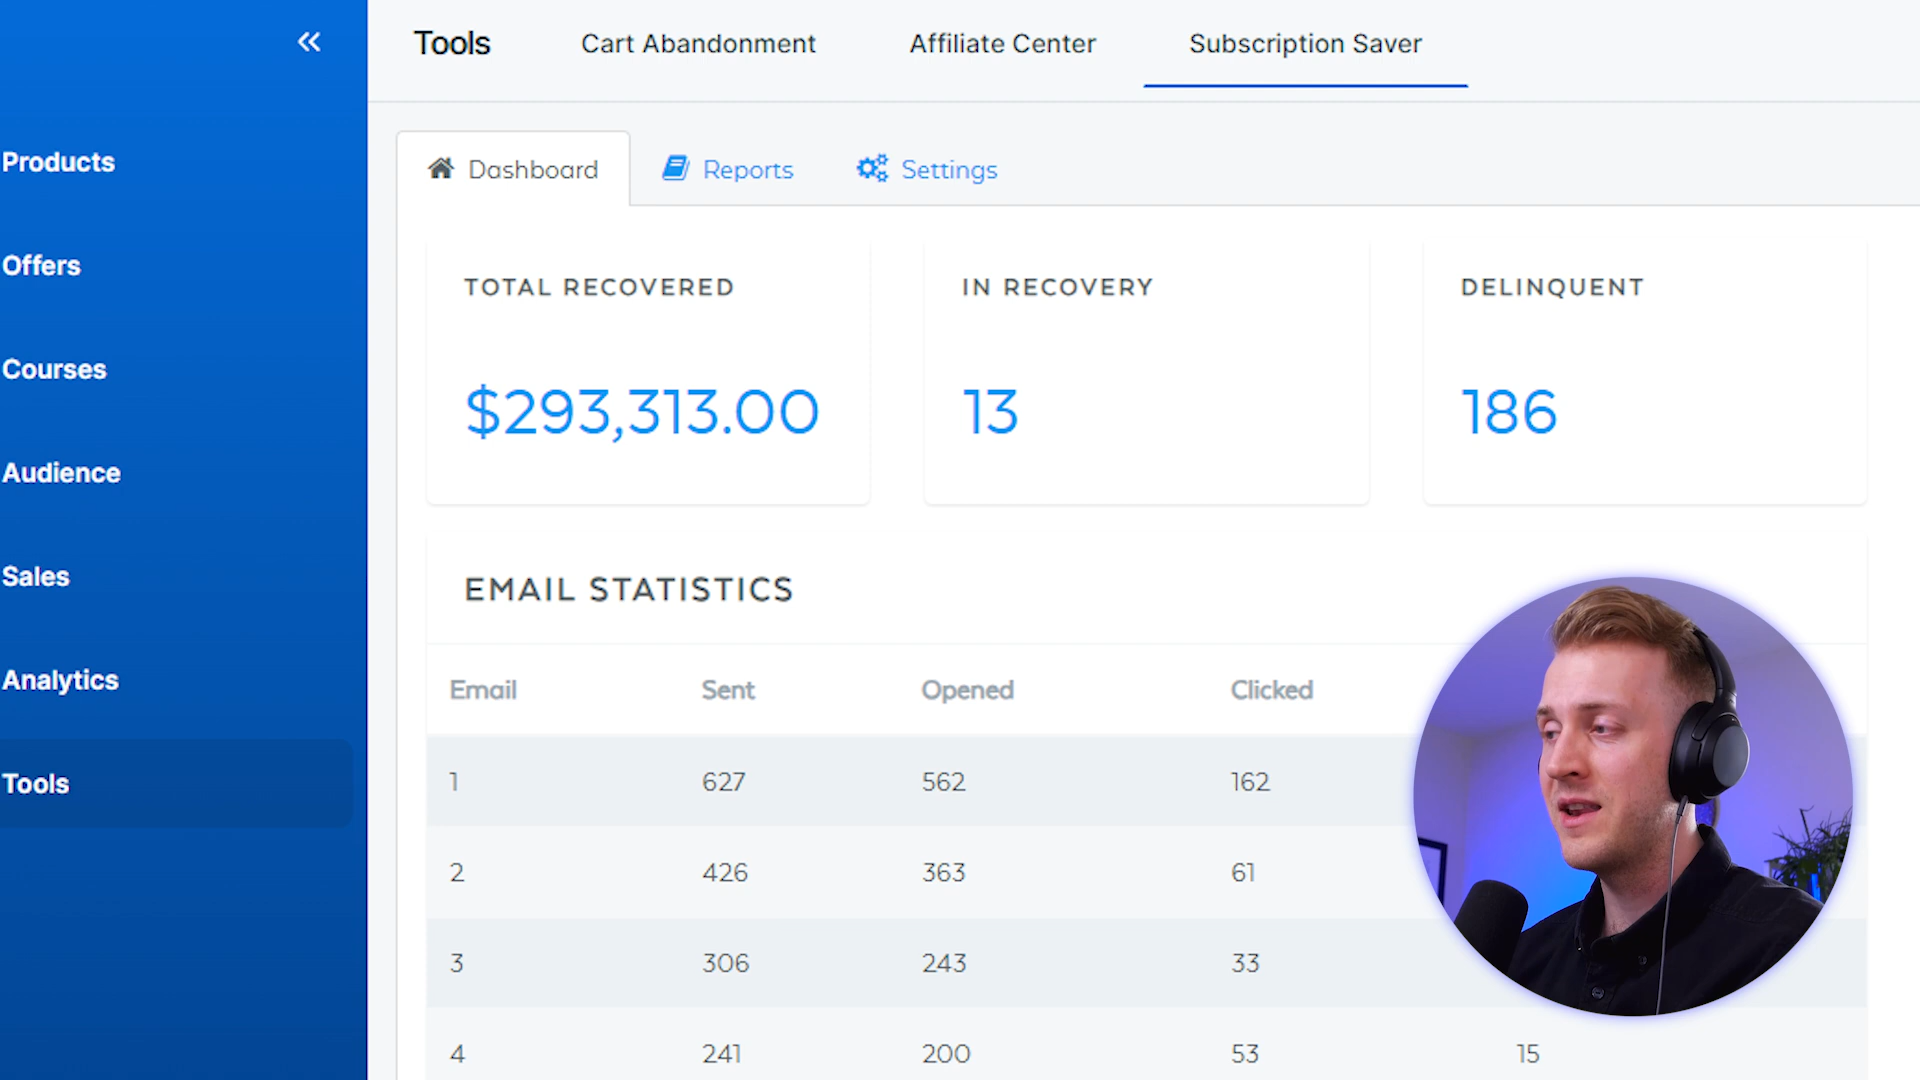 Tools Cart Abandonment Affiliate Center Subscription Saver
Products
Dashboard Reports Settings
Offers
TOTAL RECOVERED IN RECOVERY DELINQUENT
Courses
$293,313.00 13 186
Audience
Sales
EMAIL STATISTICS
Analytics
Email Sent Opened Clicked
Tools
1 627 562 162
2 426 363 61
3 306 243 33
4 241 200 53 15